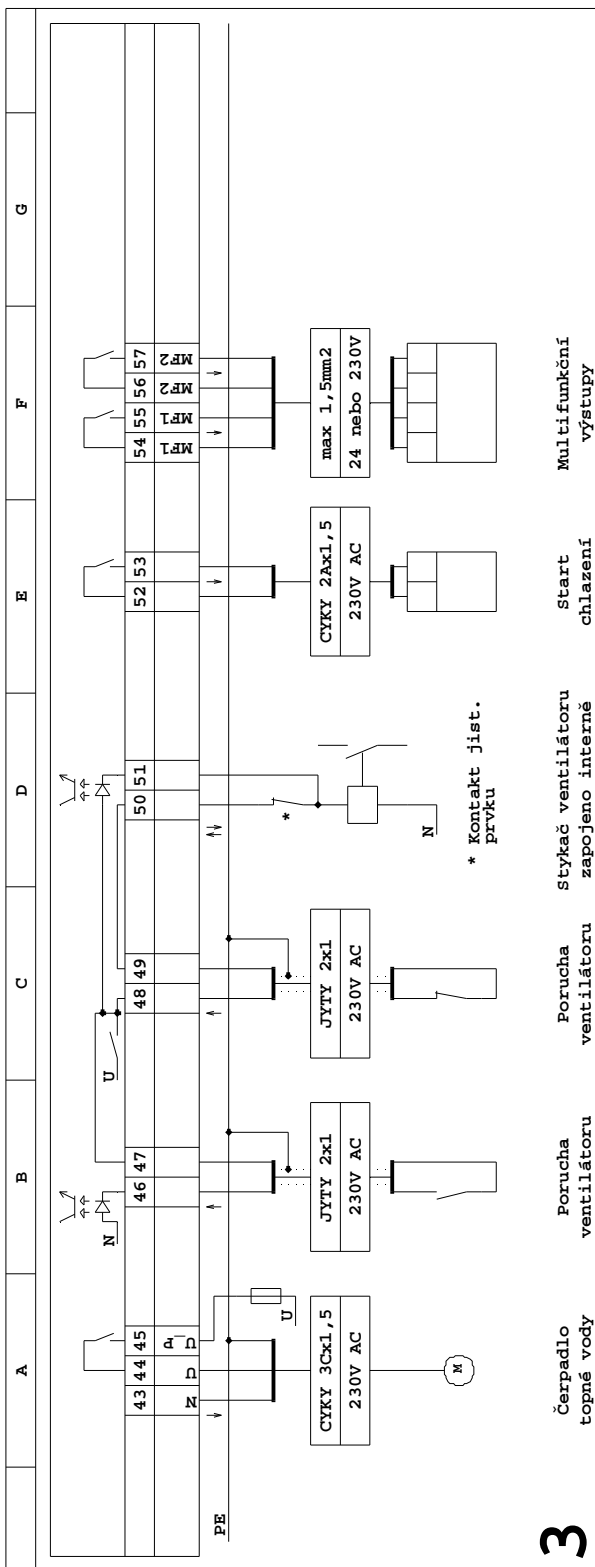 A
B
C
D
E
F
G
43 44 45
N U U_P
46 47
48 49
50 51
52 53
54 55 56 57
MF1 MF1 MF2 MF2
N
U
PE
U
*
N
CYKY 3Cx1,5
230V AC
JYTY 2x1
230V AC
JYTY 2x1
230V AC
* Kontakt jist.
prvku
CYKY 2Ax1,5
230V AC
max 1,5mm2
24 nebo 230V
M
Čerpadlo
topné vody
Porucha
ventilátoru
Porucha
ventilátoru
Stykač ventilátoru
zapojeno interně
Start
chlazení
Multifunkční
výstupy
3